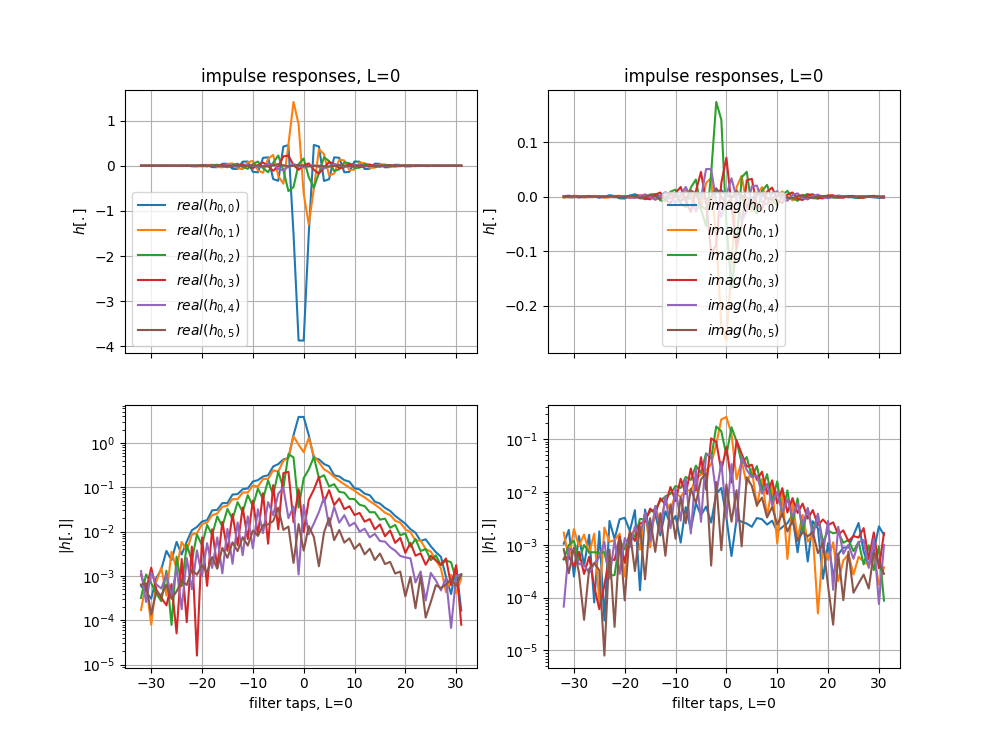 impulse responses, L=0
impulse responses, L=0
1
0
−1
−2
−3
−4
h[.]
real(h0,0)
real(h0,1)
real(h0,2)
real(h0,3)
real(h0,4)
real(h0,5)
0.1
0.0
−0.1
−0.2
h[.]
imag(h0,0)
imag(h0,1)
imag(h0,2)
imag(h0,3)
imag(h0,4)
imag(h0,5)
10^0
10^−1
10^−2
10^−3
10^−4
10^−5
|h[.]|
−30 −20 −10 0 10 20 30
filter taps, L=0
10^−1
10^−2
10^−3
10^−4
10^−5
|h[.]|
−30 −20 −10 0 10 20 30
filter taps, L=0